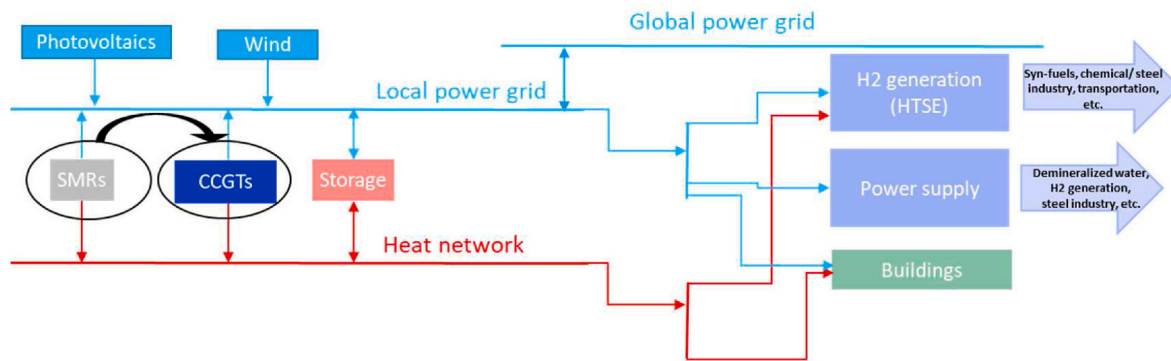 Global power grid
Photovoltaics
Wind
Local power grid
H2 generation
(HTSE)
Syn-fuels, chemical/ steel
industry, transportation,
etc.
SMRs
CCGTs
Storage
Power supply
Demineralized water,
H2 generation,
steel industry, etc.
Heat network
Buildings